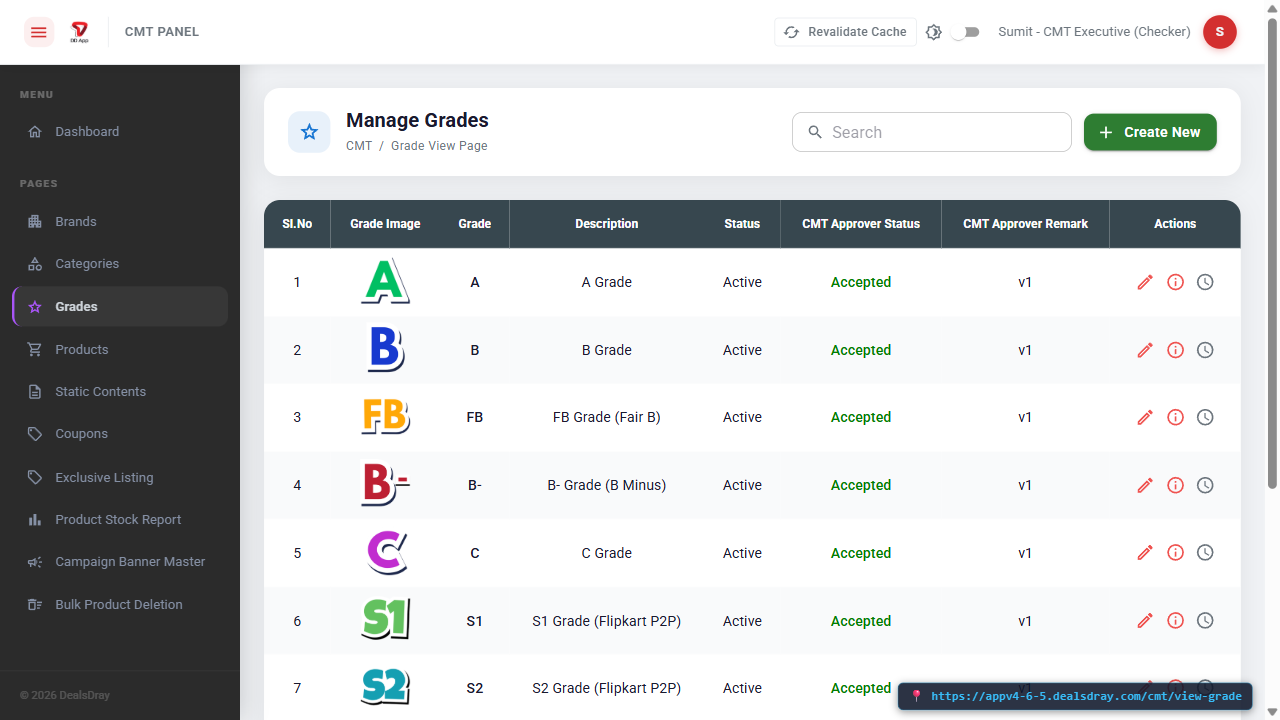 DD App
CMT PANEL
Revalidate Cache
Sumit - CMT Executive (Checker)
S
MENU
Dashboard
PAGES
Brands
Categories
Grades
Products
Static Contents
Coupons
Exclusive Listing
Product Stock Report
Campaign Banner Master
Bulk Product Deletion
© 2026 DealsDray
Manage Grades
CMT / Grade View Page
Search
Create New
Sl.No Grade Image Grade Description Status CMT Approver Status CMT Approver Remark Actions
1 A A A Grade Active Accepted v1
2 B B B Grade Active Accepted v1
3 FB FB FB Grade (Fair B) Active Accepted v1
4 B- B- B- Grade (B Minus) Active Accepted v1
5 C C C Grade Active Accepted v1
6 S1 S1 S1 Grade (Flipkart P2P) Active Accepted v1
7 S2 S2 S2 Grade (Flipkart P2P) Active Accepted
https://appv4-6-5.dealsdray.com/cmt/view-grade